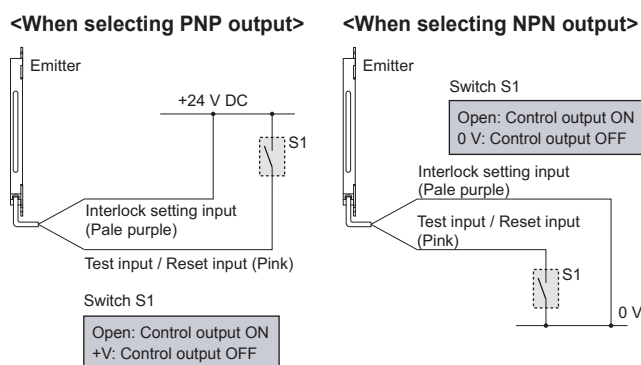 <When selecting PNP output>
Emitter
+24 V DC
S1
Interlock setting input
(Pale purple)
Test input / Reset input (Pink)
Switch S1
Open: Control output ON
+V: Control output OFF
<When selecting NPN output>
Emitter
Switch S1
Open: Control output ON
0 V: Control output OFF
Interlock setting input
(Pale purple)
Test input / Reset input
(Pink)
S1
0 V